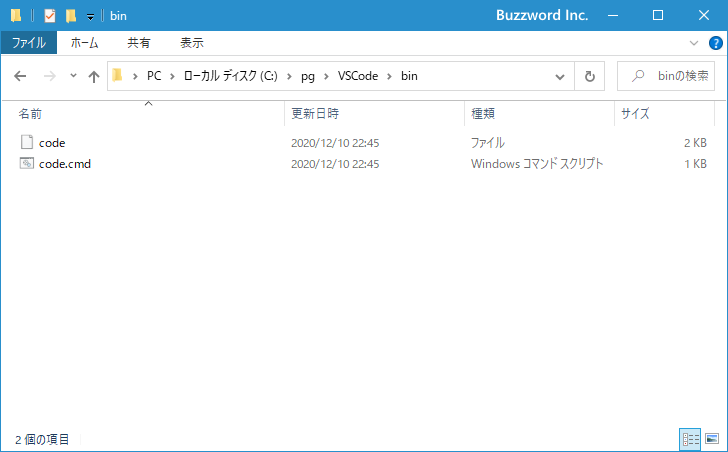 bin Buzzword Inc.
ファイル ホーム 共有 表示
PC ローカル ディスク (C:) pg VSCode bin binの検索
名前 更新日時 種類 サイズ
code 2020/12/10 22:45 ファイル 2 KB
code.cmd 2020/12/10 22:45 Windows コマンド スクリプト 1 KB
2 個の項目